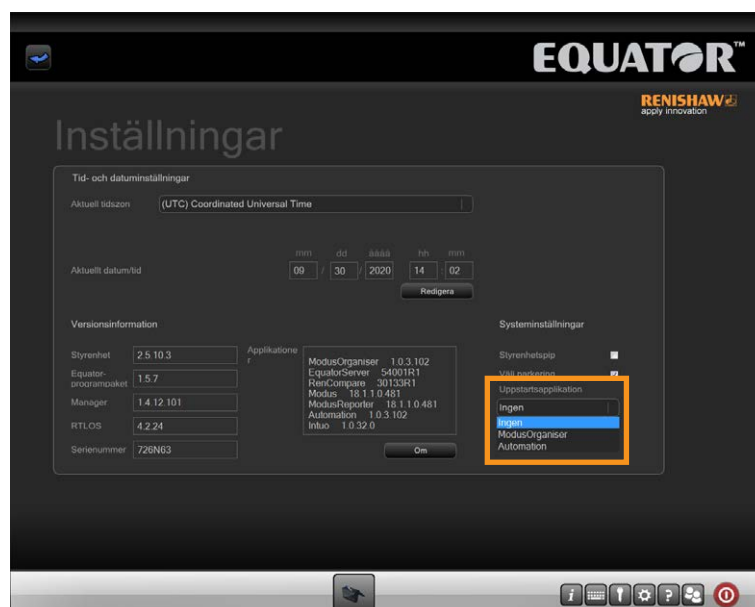 EQUATOR™
RENISHAW
apply innovation
Inställningar
Tid- och datuminställningar
Aktuell tidszon
(UTC) Coordinated Universal Time
mm dd åååå hh mm
Aktuellt datum/tid
09 / 30 / 2020 14 : 02
Redigera
Versionsinformation
Systeminställningar
Styrenhet 2.5.10.3
Equator-
programpaket 1.5.7
Manager 1.4.12.101
RTLOS 4.2.24
Serienummer 726N63
Applikatione
r
ModusOrganiser 1.0.3.102
EquatorServer 54001R1
RenCompare 30133R1
Modus 18.1.1.0.481
ModusReporter 18.1.1.0.481
Automation 1.0.3.102
Intuo 1.0.32.0
Om
Styrenhetspip
Välj parkering
Uppstartsapplikation
Ingen
Ingen
ModusOrganiser
Automation